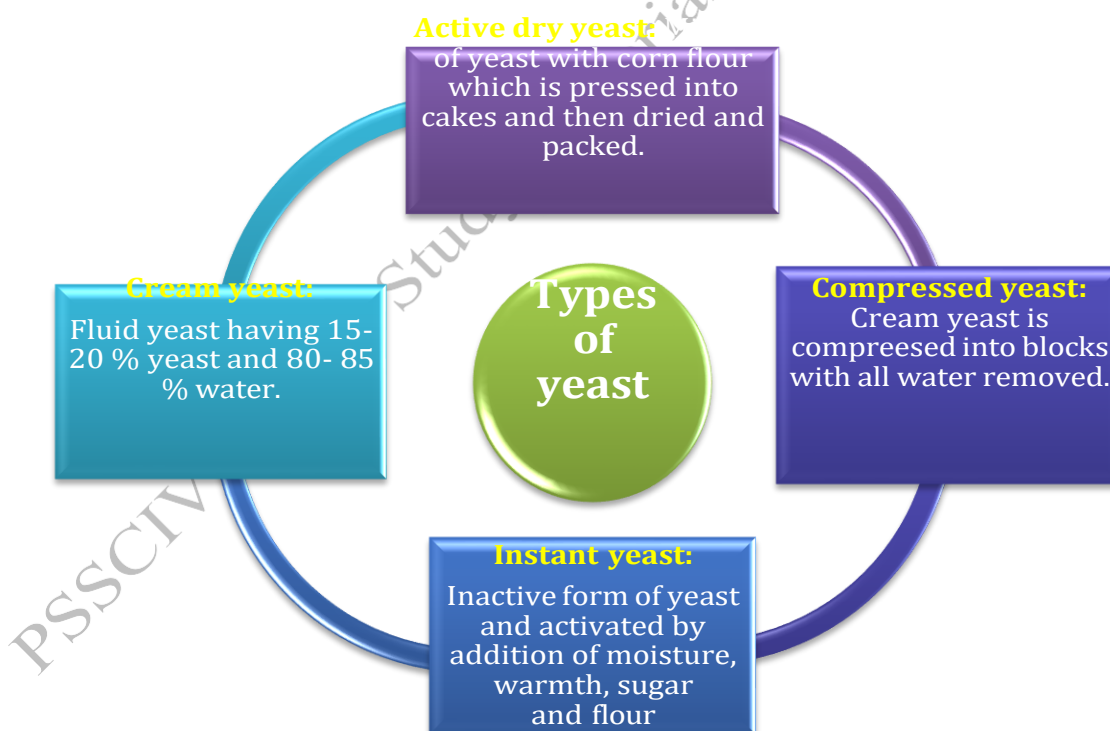 Active dry yeast:
of yeast with corn flour
which is pressed into
cakes and then dried and
packed.
Cream yeast:
Fluid yeast having 15-
20 % yeast and 80- 85
% water.
Types
of
yeast
Compressed yeast:
Cream yeast is
compreesed into blocks
with all water removed.
Instant yeast:
Inactive form of yeast
and activated by
addition of moisture,
warmth, sugar
and flour
PSSCIV Study